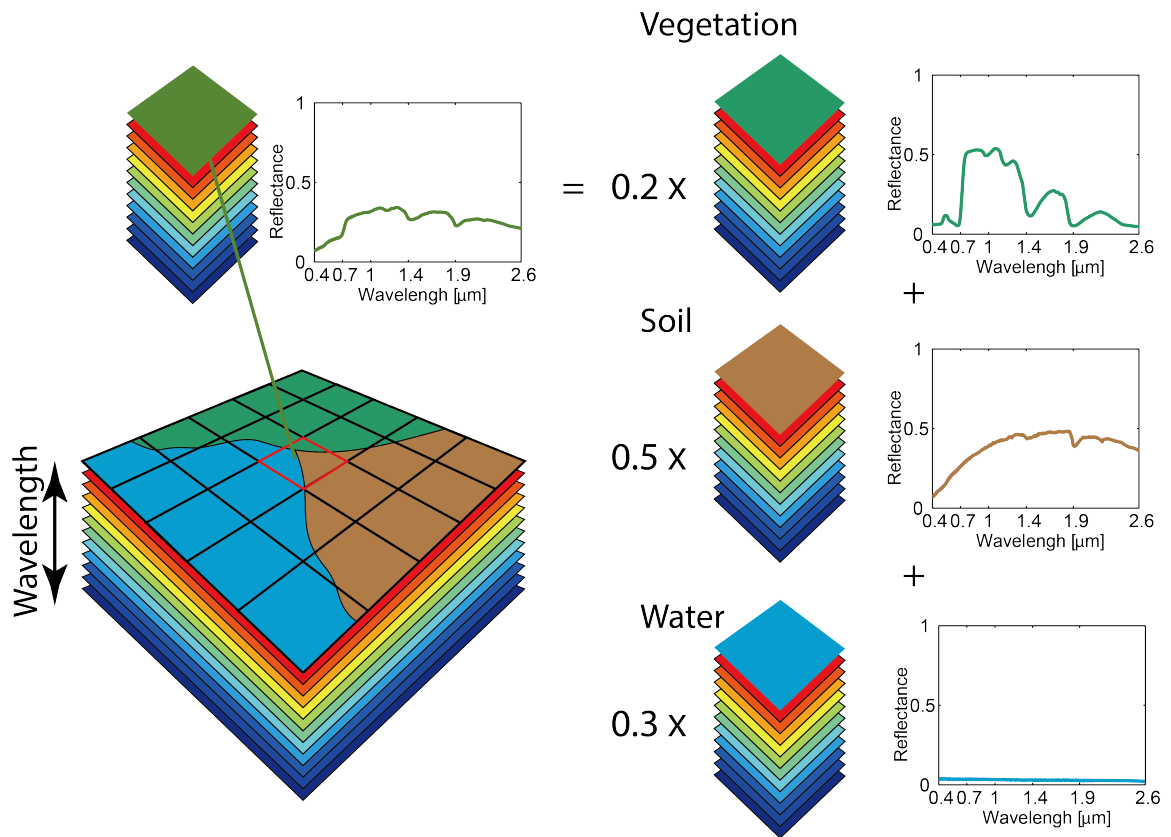 Vegetation
1
0.5
0
Reflectance
0.4 0.7 1 1.4 1.9 2.6
Wavelengh [µm]
=
0.2 x
1
0.5
0
Reflectance
0.4 0.7 1 1.4 1.9 2.6
Wavelengh [µm]
+
Soil
0.5 x
1
0.5
0
Reflectance
0.4 0.7 1 1.4 1.9 2.6
Wavelengh [µm]
+
Wavelength
Water
0.3 x
1
0.5
0
Reflectance
0.4 0.7 1 1.4 1.9 2.6
Wavelengh [µm]